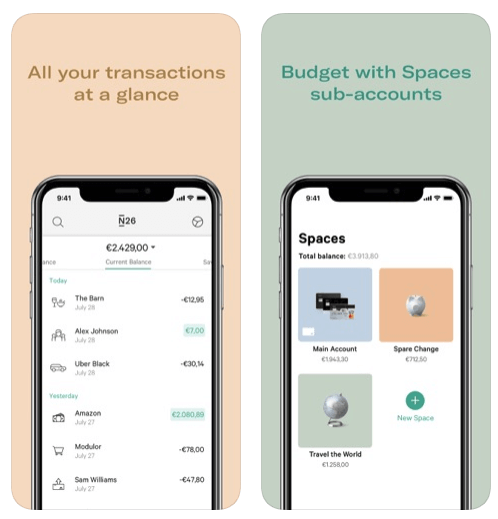 All your transactions
at a glance
9:41
N26
€2.429,00
ance
Current Balance
Sav
Today
The Barn
-€12,95
July 28
Alex Johnson
€7,00
July 28
Uber Black
-€30,14
July 28
Yesterday
Amazon
€2.080,89
July 27
Modulor
-€78,00
July 27
Sam Williams
-€47,80
July 27
Budget with Spaces
sub-accounts
9:41
Spaces
Total balance: €3.913,80
Main Account
€1.943,30
Spare Change
€712,50
New Space
Travel the World
€1.258,00